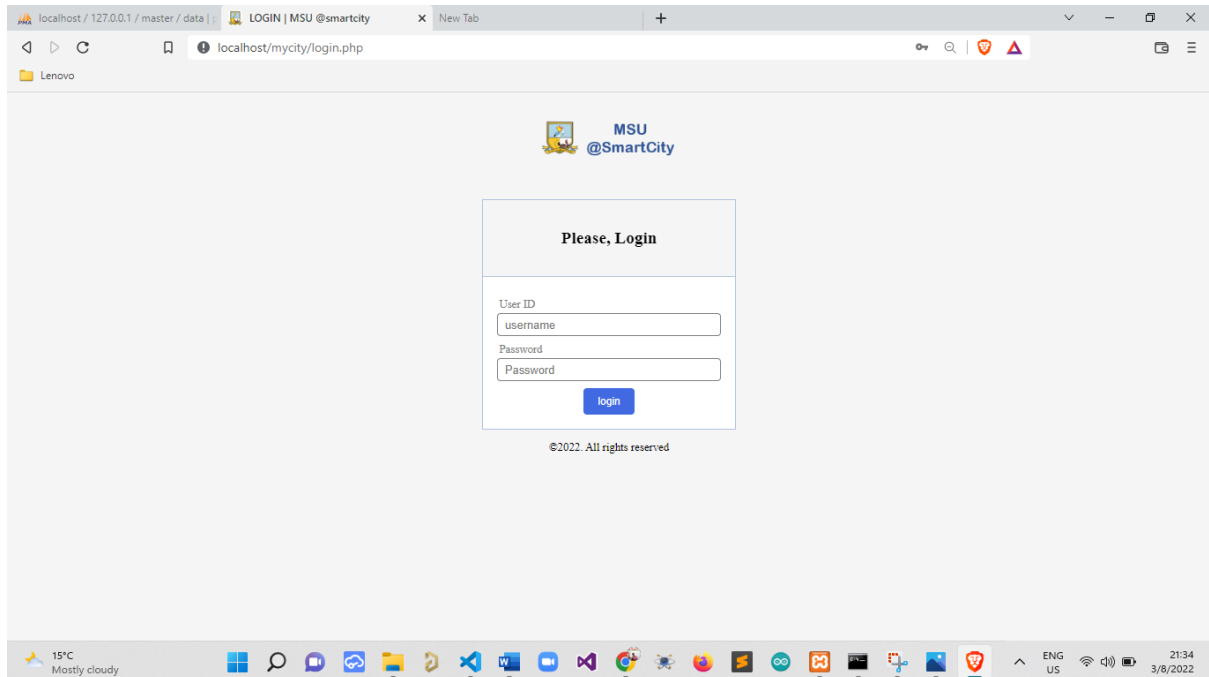 localhost / 127.0.0.1 / master / data | p
LOGIN | MSU @smartcity
New Tab
localhost/mycity/login.php
Lenovo
MSU
@SmartCity
Please, Login
User ID
username
Password
Password
login
©2022. All rights reserved
15°C
Mostly cloudy
ENG
US
21:34
3/8/2022